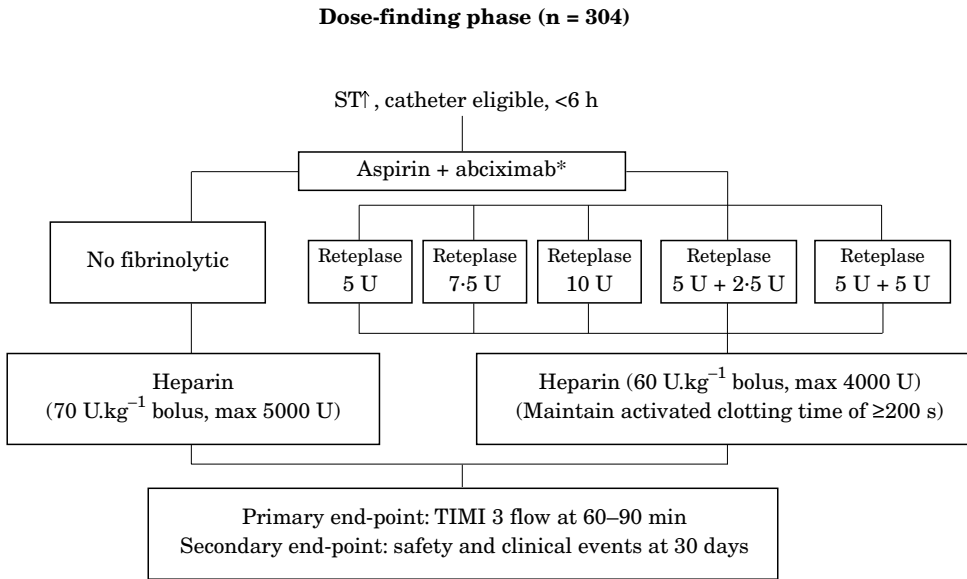 Dose-finding phase (n = 304)
ST↑, catheter eligible, <6 h
Aspirin + abciximab*
No fibrinolytic
Reteplase
5 U
Reteplase
7·5 U
Reteplase
10 U
Reteplase
5 U + 2·5 U
Reteplase
5 U + 5 U
Heparin
(70 U.kg⁻¹ bolus, max 5000 U)
Heparin (60 U.kg⁻¹ bolus, max 4000 U)
(Maintain activated clotting time of ≥200 s)
Primary end-point: TIMI 3 flow at 60–90 min
Secondary end-point: safety and clinical events at 30 days